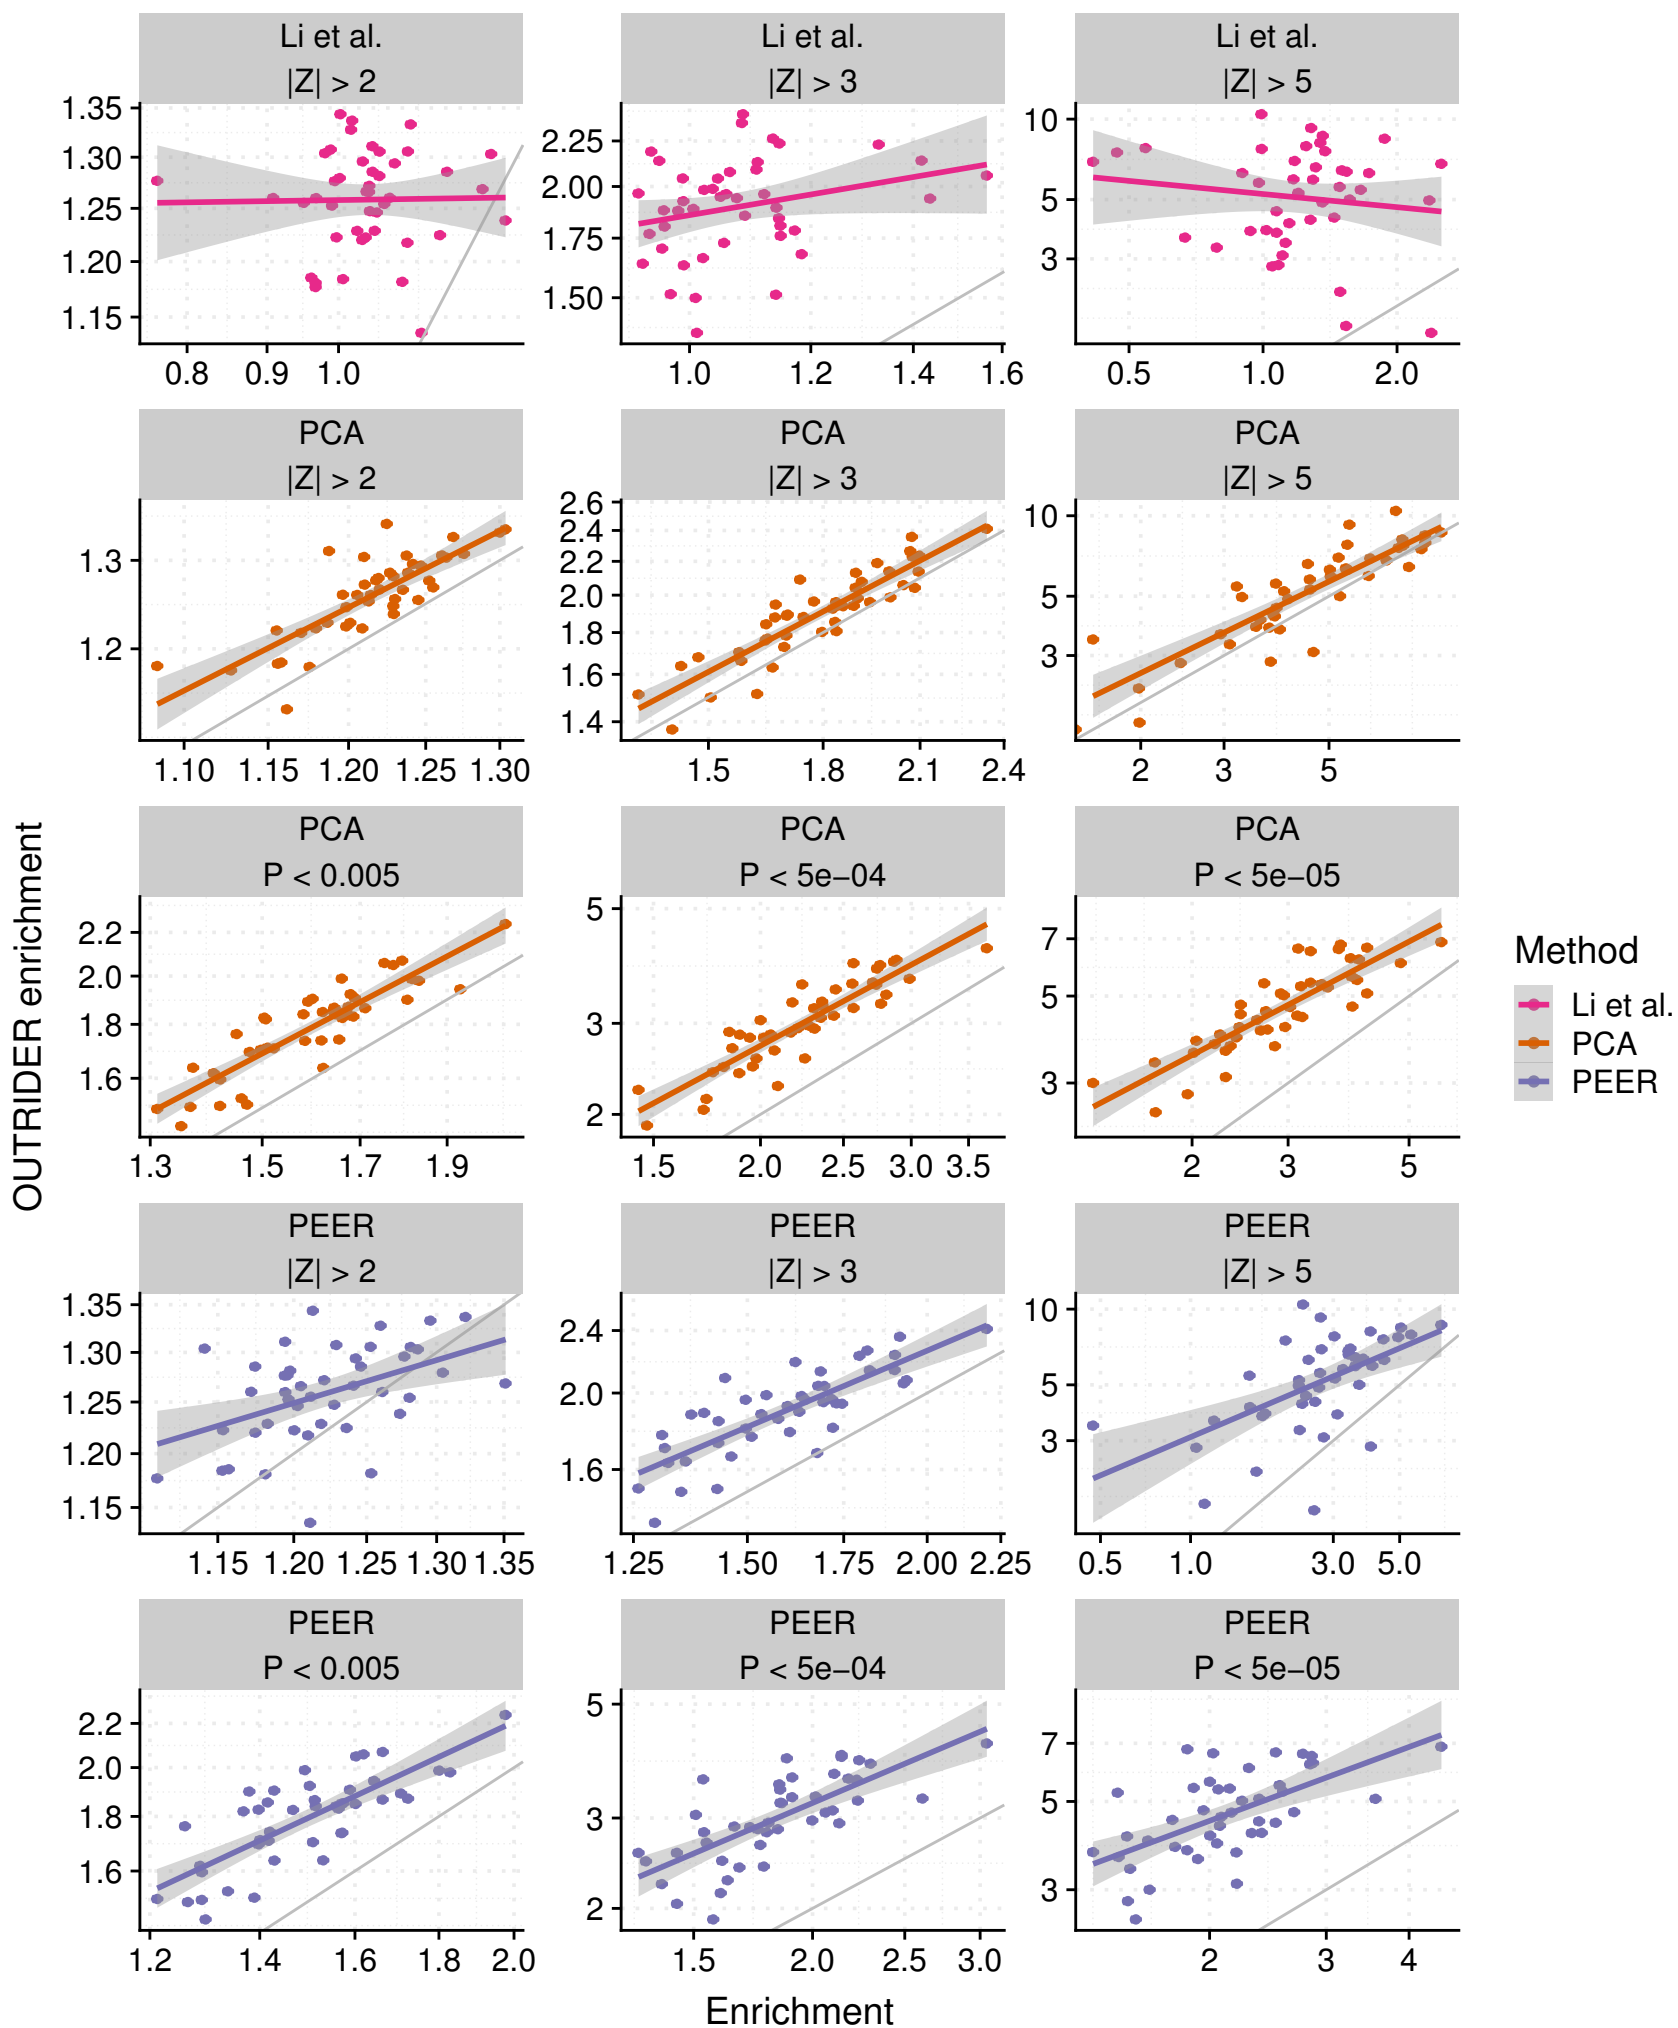 Li et al.
|Z| > 2
Li et al.
|Z| > 3
Li et al.
|Z| > 5
1.35
1.30
1.25
1.20
1.15
0.8 0.9 1.0
2.25
2.00
1.75
1.50
1.0 1.2 1.4 1.6
10
5
3
0.5 1.0 2.0
PCA
|Z| > 2
PCA
|Z| > 3
PCA
|Z| > 5
1.3
1.2
1.10 1.15 1.20 1.25 1.30
2.6
2.4
2.2
2.0
1.8
1.6
1.4
1.5 1.8 2.1 2.4
10
5
3
2 3 5
PCA
P < 0.005
PCA
P < 5e−04
PCA
P < 5e−05
2.2
2.0
1.8
1.6
1.3 1.5 1.7 1.9
5
3
2
1.5 2.0 2.5 3.0 3.5
7
5
3
2 3 5
PEER
|Z| > 2
PEER
|Z| > 3
PEER
|Z| > 5
1.35
1.30
1.25
1.20
1.15
1.15 1.20 1.25 1.30 1.35
2.4
2.0
1.6
1.25 1.50 1.75 2.00 2.25
10
5
3
0.5 1.0 3.0 5.0
PEER
P < 0.005
PEER
P < 5e−04
PEER
P < 5e−05
2.2
2.0
1.8
1.6
1.2 1.4 1.6 1.8 2.0
5
3
2
1.5 2.0 2.5 3.0
7
5
3
2 3 4
OUTRIDER enrichment
Enrichment
Method
Li et al.
PCA
PEER